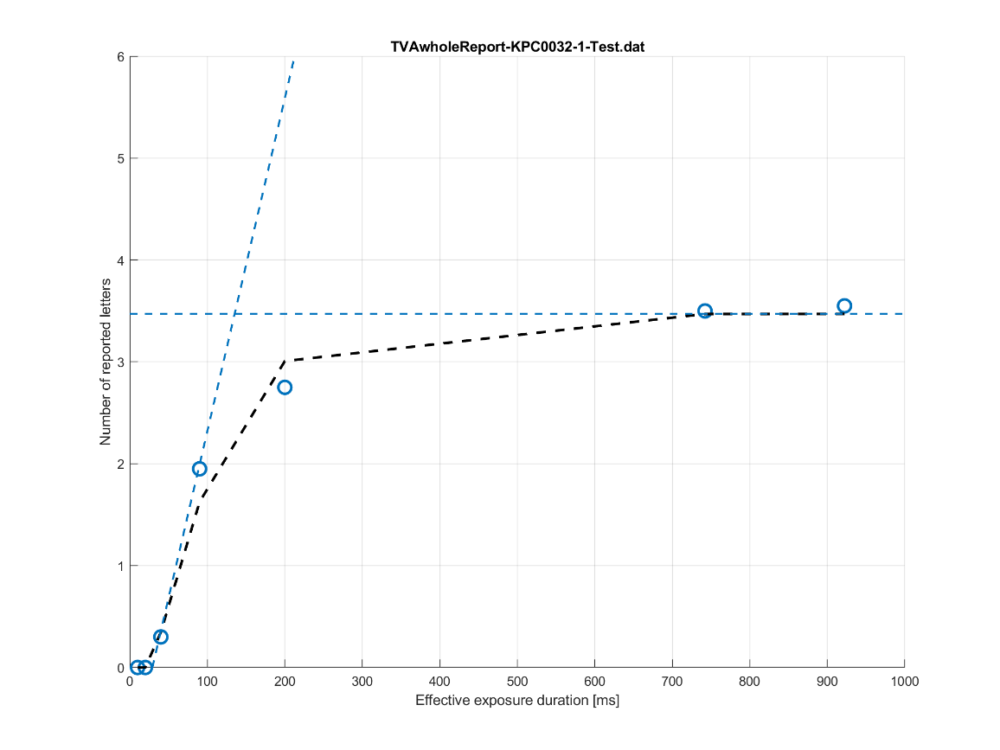 TVAwholeReport-KPC0032-1-Test.dat
6
5
4
3
2
1
0
Number of reported letters
0 100 200 300 400 500 600 700 800 900 1000
Effective exposure duration [ms]